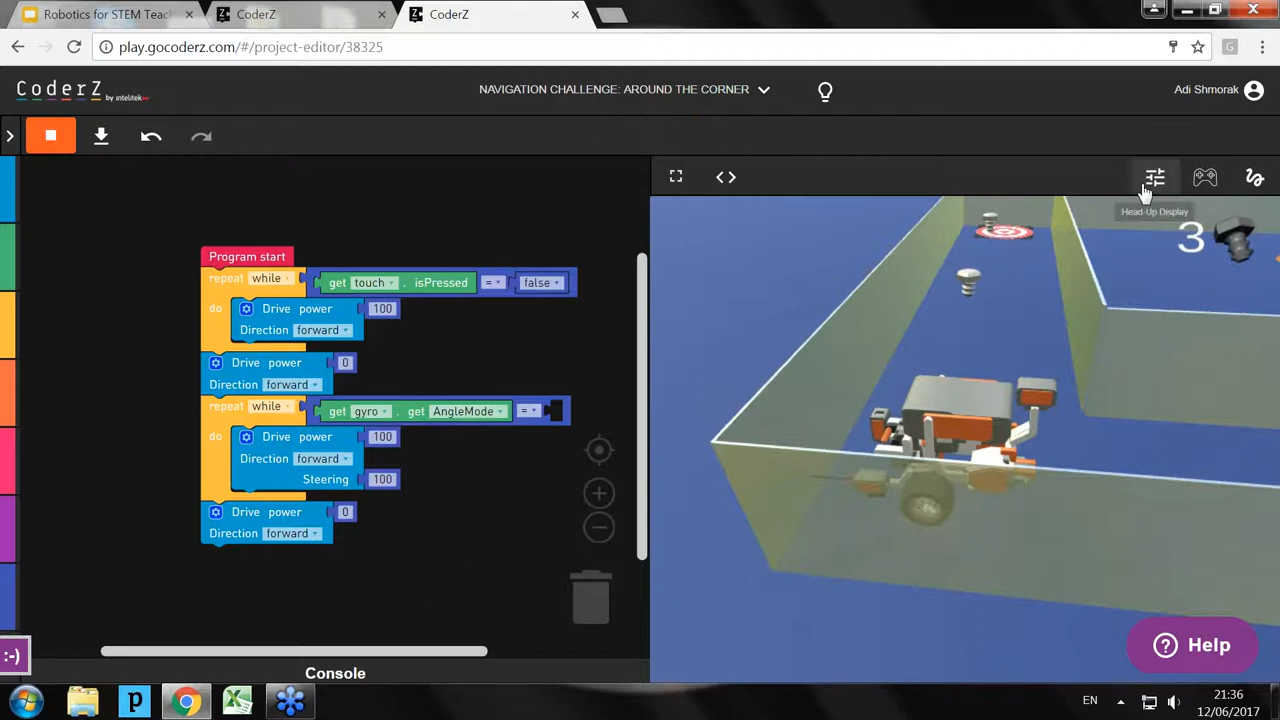 Robotics for STEM Teac
CoderZ
CoderZ
play.gocoderz.com/#/project-editor/38325
G
CoderZ by intelitek
NAVIGATION CHALLENGE: AROUND THE CORNER
Adi Shmorak
Head-Up Display
3
Program start
repeat while get touch . isPressed = false
do Drive power 100
Direction forward
Drive power 0
Direction forward
repeat while get gyro . get AngleMode =
do Drive power 100
Direction forward
Steering 100
Drive power 0
Direction forward
:-)
Console
Help
EN
21:36
12/06/2017